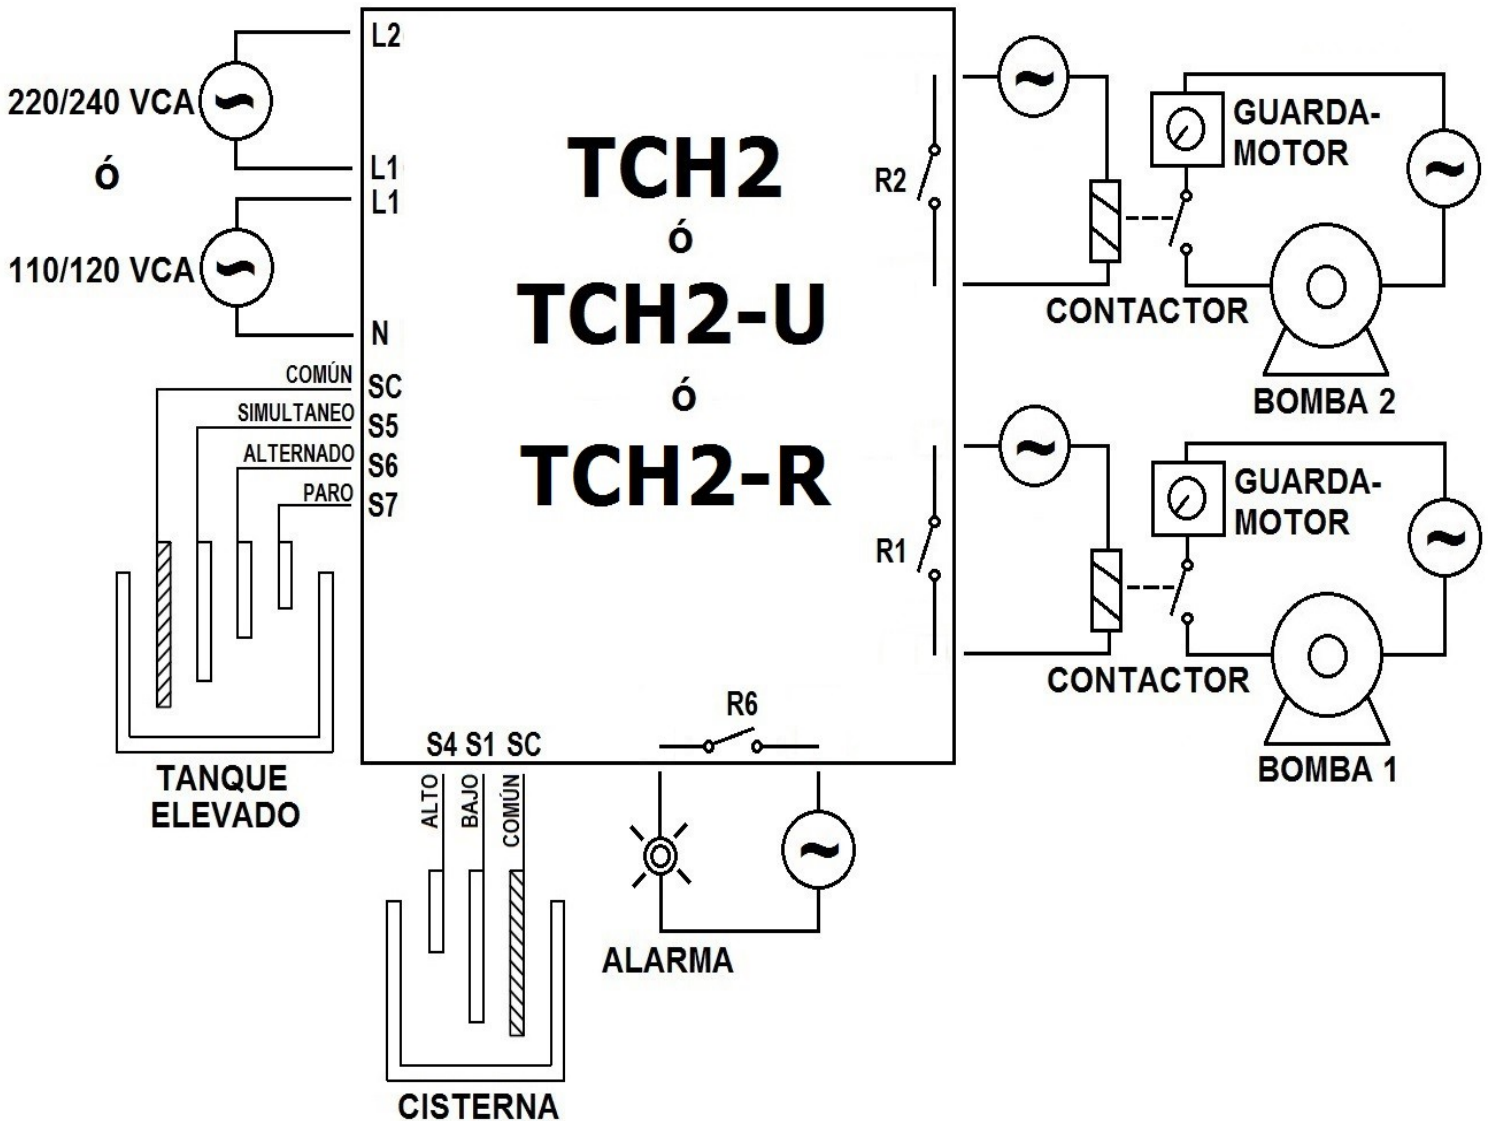 L2
220/240 VCA
ó
L1
L1
110/120 VCA
N
COMÚN
SC
SIMULTANEO
S5
ALTERNADO
S6
PARO
S7
TANQUE
ELEVADO
TCH2
ó
TCH2-U
ó
TCH2-R
R2
GUARDA-
MOTOR
CONTACTOR
BOMBA 2
R1
GUARDA-
MOTOR
CONTACTOR
BOMBA 1
R6
S4 S1 SC
ALTO
BAJO
COMÚN
ALARMA
CISTERNA